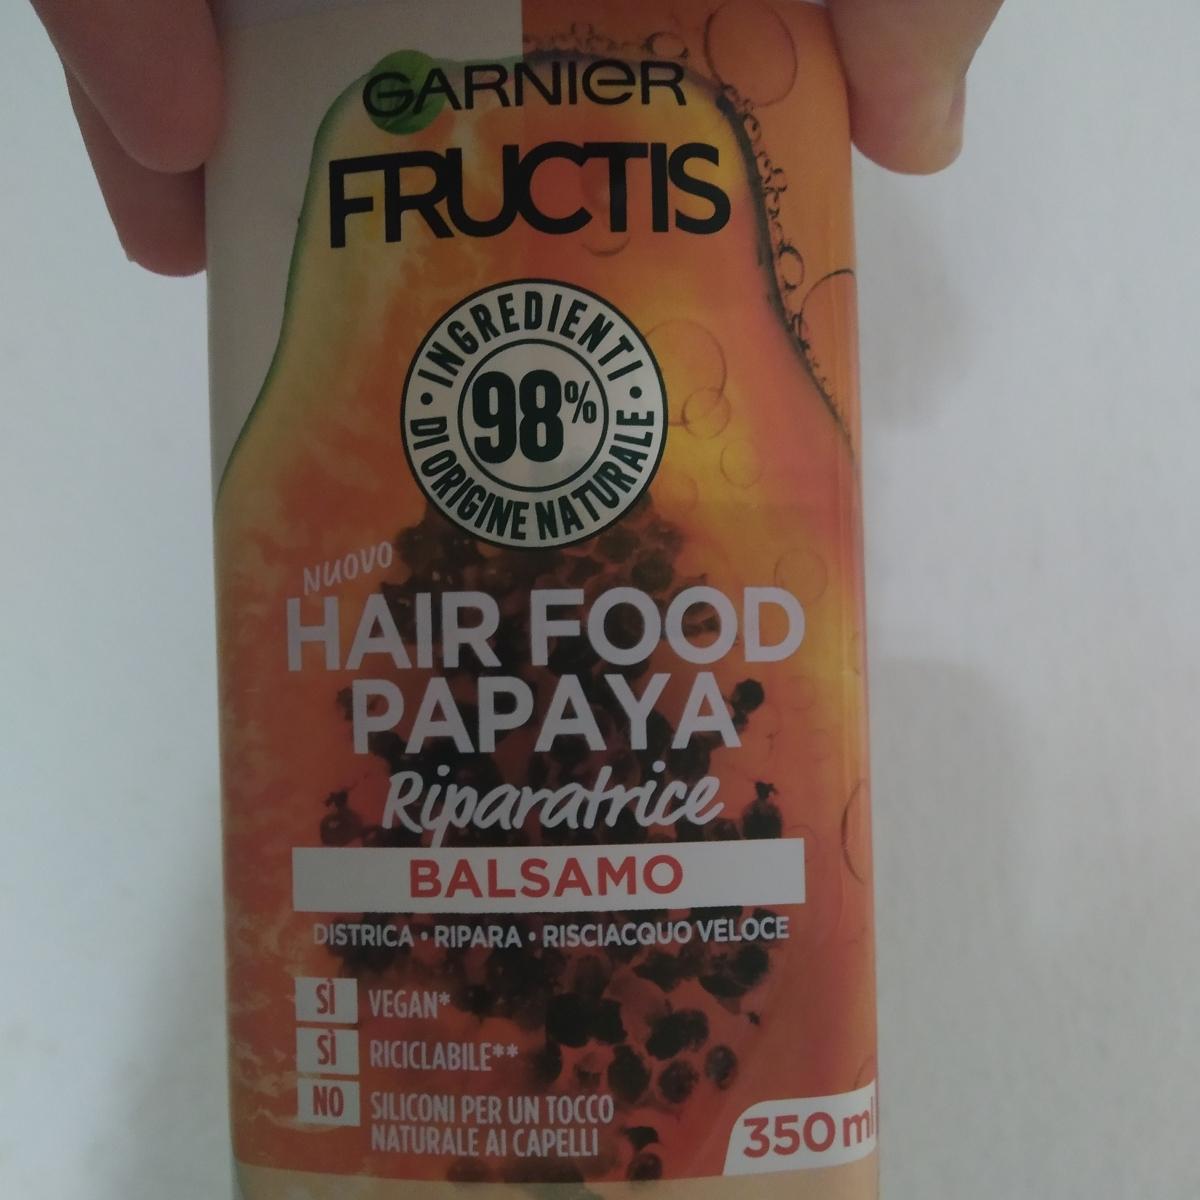 GARNIER
FRUCTIS
INGREDIENTI
98%
DI ORIGINE NATURALE
NUOVO
HAIR FOOD
PAPAYA
Riparatrice
BALSAMO
DISTRICA • RIPARA • RISCIACQUO VELOCE
SÌ VEGAN*
SÌ RICICLABILE**
NO SILICONI PER UN TOCCO
NATURALE AI CAPELLI
350 ml